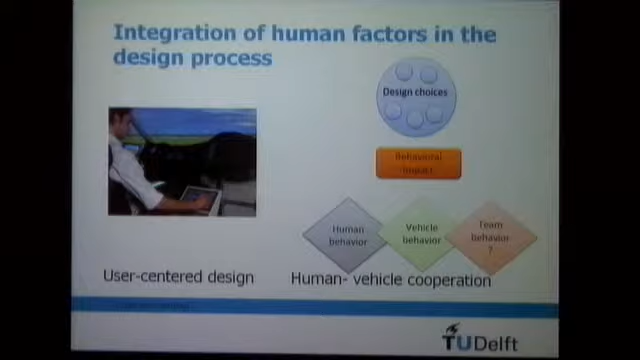 Integration of human factors in the
design process
Design choices
Behavioral
impact
Human
behavior
Vehicle
behavior
Team
behavior
?
User-centered design
Human- vehicle cooperation
TUDelft